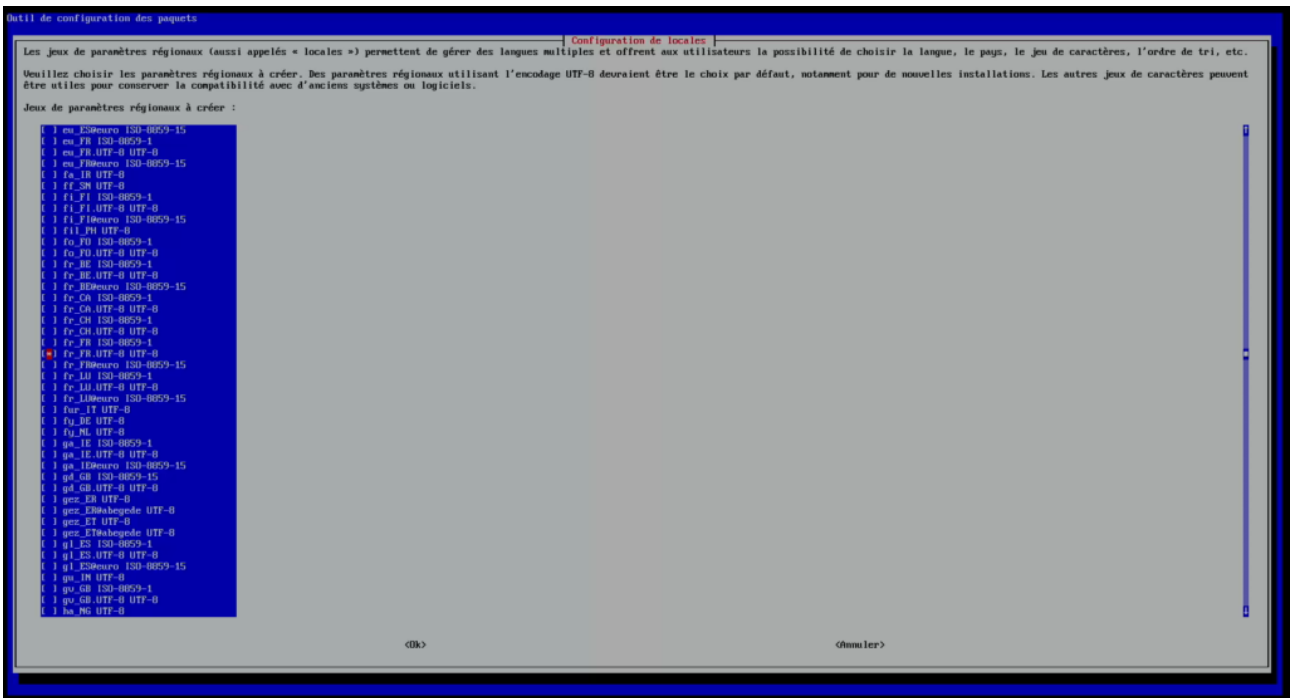 Outil de configuration des paquets
Configuration de locales
Les jeux de paramètres régionaux (aussi appelés « locales ») permettent de gérer des langues multiples et offrent aux utilisateurs la possibilité de choisir la langue, le pays, le jeu de caractères, l'ordre de tri, etc.
Veuillez choisir les paramètres régionaux à créer. Des paramètres régionaux utilisant l'encodage UTF-8 devraient être le choix par défaut, notamment pour de nouvelles installations. Les autres jeux de caractères peuvent
être utiles pour conserver la compatibilité avec d'anciens systèmes ou logiciels.
Jeux de paramètres régionaux à créer :
[ ] eu_ES@euro ISO-8859-15
[ ] eu_FR ISO-8859-1
[ ] eu_FR.UTF-8 UTF-8
[ ] eu_FR@euro ISO-8859-15
[ ] fa_IR UTF-8
[ ] ff_SN UTF-8
[ ] fi_FI ISO-8859-1
[ ] fi_FI.UTF-8 UTF-8
[ ] fi_FI@euro ISO-8859-15
[ ] fil_PH UTF-8
[ ] fo_FO ISO-8859-1
[ ] fo_FO.UTF-8 UTF-8
[ ] fr_BE ISO-8859-1
[ ] fr_BE.UTF-8 UTF-8
[ ] fr_BE@euro ISO-8859-15
[ ] fr_CA ISO-8859-1
[ ] fr_CA.UTF-8 UTF-8
[ ] fr_CH ISO-8859-1
[ ] fr_CH.UTF-8 UTF-8
[ ] fr_FR ISO-8859-1
[*] fr_FR.UTF-8 UTF-8
[ ] fr_FR@euro ISO-8859-15
[ ] fr_LU ISO-8859-1
[ ] fr_LU.UTF-8 UTF-8
[ ] fr_LU@euro ISO-8859-15
[ ] fur_IT UTF-8
[ ] fy_DE UTF-8
[ ] fy_NL UTF-8
[ ] ga_IE ISO-8859-1
[ ] ga_IE.UTF-8 UTF-8
[ ] ga_IE@euro ISO-8859-15
[ ] gd_GB ISO-8859-15
[ ] gd_GB.UTF-8 UTF-8
[ ] gez_ER UTF-8
[ ] gez_ER@abegede UTF-8
[ ] gez_ET UTF-8
[ ] gez_ET@abegede UTF-8
[ ] gl_ES ISO-8859-1
[ ] gl_ES.UTF-8 UTF-8
[ ] gl_ES@euro ISO-8859-15
[ ] gu_IN UTF-8
[ ] gv_GB ISO-8859-1
[ ] gv_GB.UTF-8 UTF-8
[ ] ha_NG UTF-8
<Ok> <Annuler>